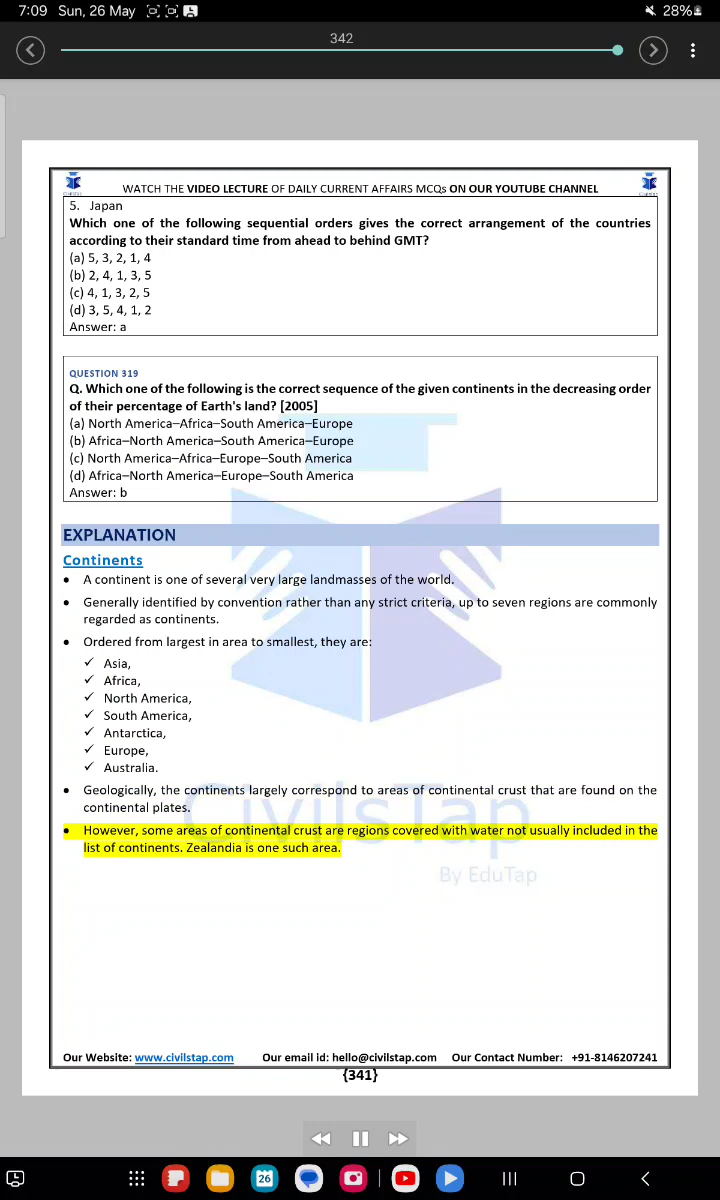 7:09 Sun, 26 May
28%
342
WATCH THE VIDEO LECTURE OF DAILY CURRENT AFFAIRS MCQs ON OUR YOUTUBE CHANNEL
5. Japan
Which one of the following sequential orders gives the correct arrangement of the countries
according to their standard time from ahead to behind GMT?
(a) 5, 3, 2, 1, 4
(b) 2, 4, 1, 3, 5
(c) 4, 1, 3, 2, 5
(d) 3, 5, 4, 1, 2
Answer: a
QUESTION 319
Q. Which one of the following is the correct sequence of the given continents in the decreasing order
of their percentage of Earth's land? [2005]
(a) North America–Africa–South America–Europe
(b) Africa–North America–South America–Europe
(c) North America–Africa–Europe–South America
(d) Africa–North America–Europe–South America
Answer: b
EXPLANATION
Continents
• A continent is one of several very large landmasses of the world.
• Generally identified by convention rather than any strict criteria, up to seven regions are commonly
regarded as continents.
• Ordered from largest in area to smallest, they are:
✓ Asia,
✓ Africa,
✓ North America,
✓ South America,
✓ Antarctica,
✓ Europe,
✓ Australia.
• Geologically, the continents largely correspond to areas of continental crust that are found on the
continental plates.
• However, some areas of continental crust are regions covered with water not usually included in the
list of continents. Zealandia is one such area.
CivilsTap
By EduTap
Our Website: www.civilstap.com Our email id: hello@civilstap.com Our Contact Number: +91-8146207241
{341}
26